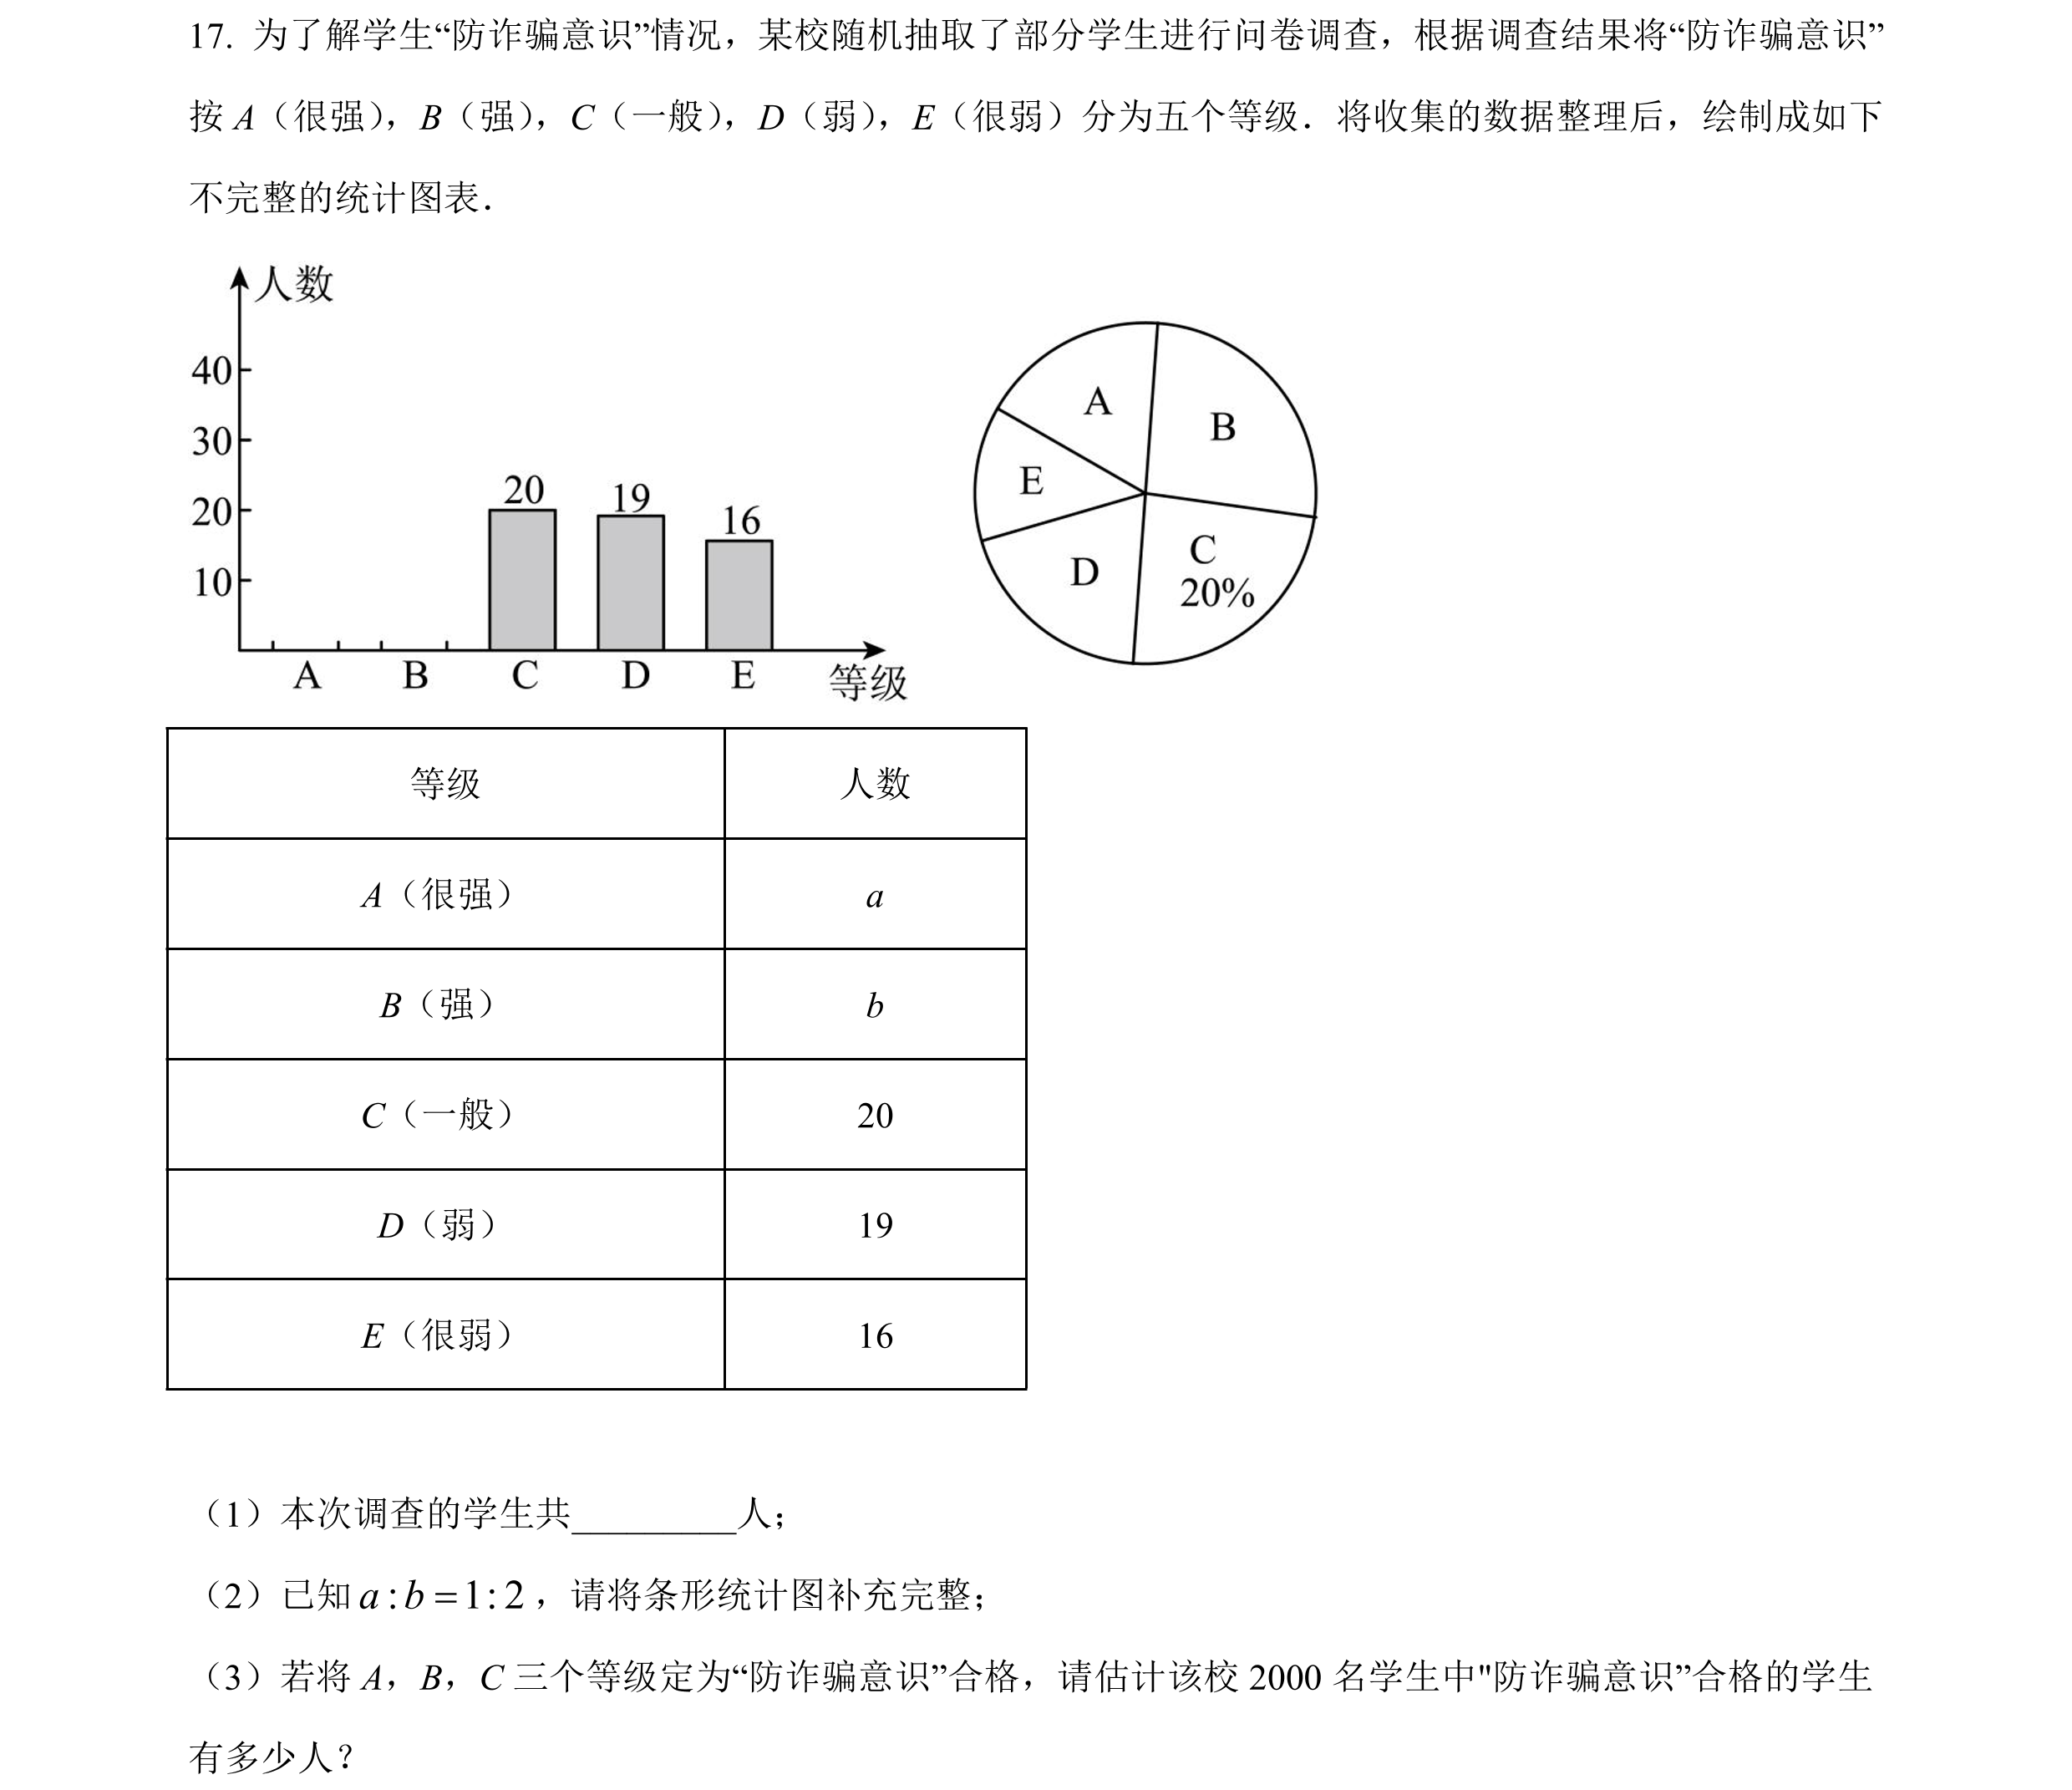 17. 为了解学生“防诈骗意识”情况，某校随机抽取了部分学生进行问卷调查，根据调查结果将“防诈骗意识”
按 A（很强），B（强），C（一般），D（弱），E（很弱）分为五个等级．将收集的数据整理后，绘制成如下
不完整的统计图表．
人数
40
30
20
10
20
19
16
A B C D E
等级
A
B
E
D
C
20%
等级 人数
A（很强） a
B（强） b
C（一般） 20
D（弱） 19
E（很弱） 16
（1）本次调查的学生共_________人；
（2）已知 a:b=1:2，请将条形统计图补充完整；
（3）若将 A，B，C 三个等级定为“防诈骗意识”合格，请估计该校 2000 名学生中"防诈骗意识”合格的学生
有多少人？